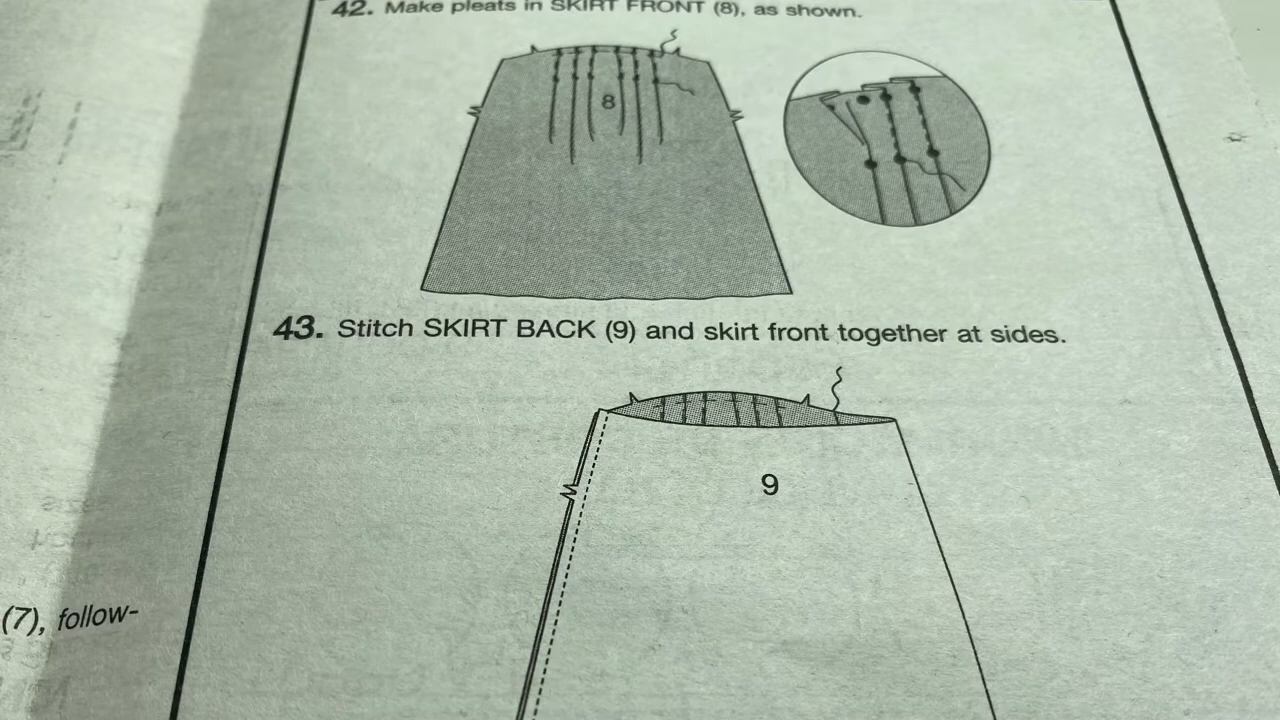 42. Make pleats in SKIRT FRONT (8), as shown.
8
43. Stitch SKIRT BACK (9) and skirt front together at sides.
9
(7), follow-